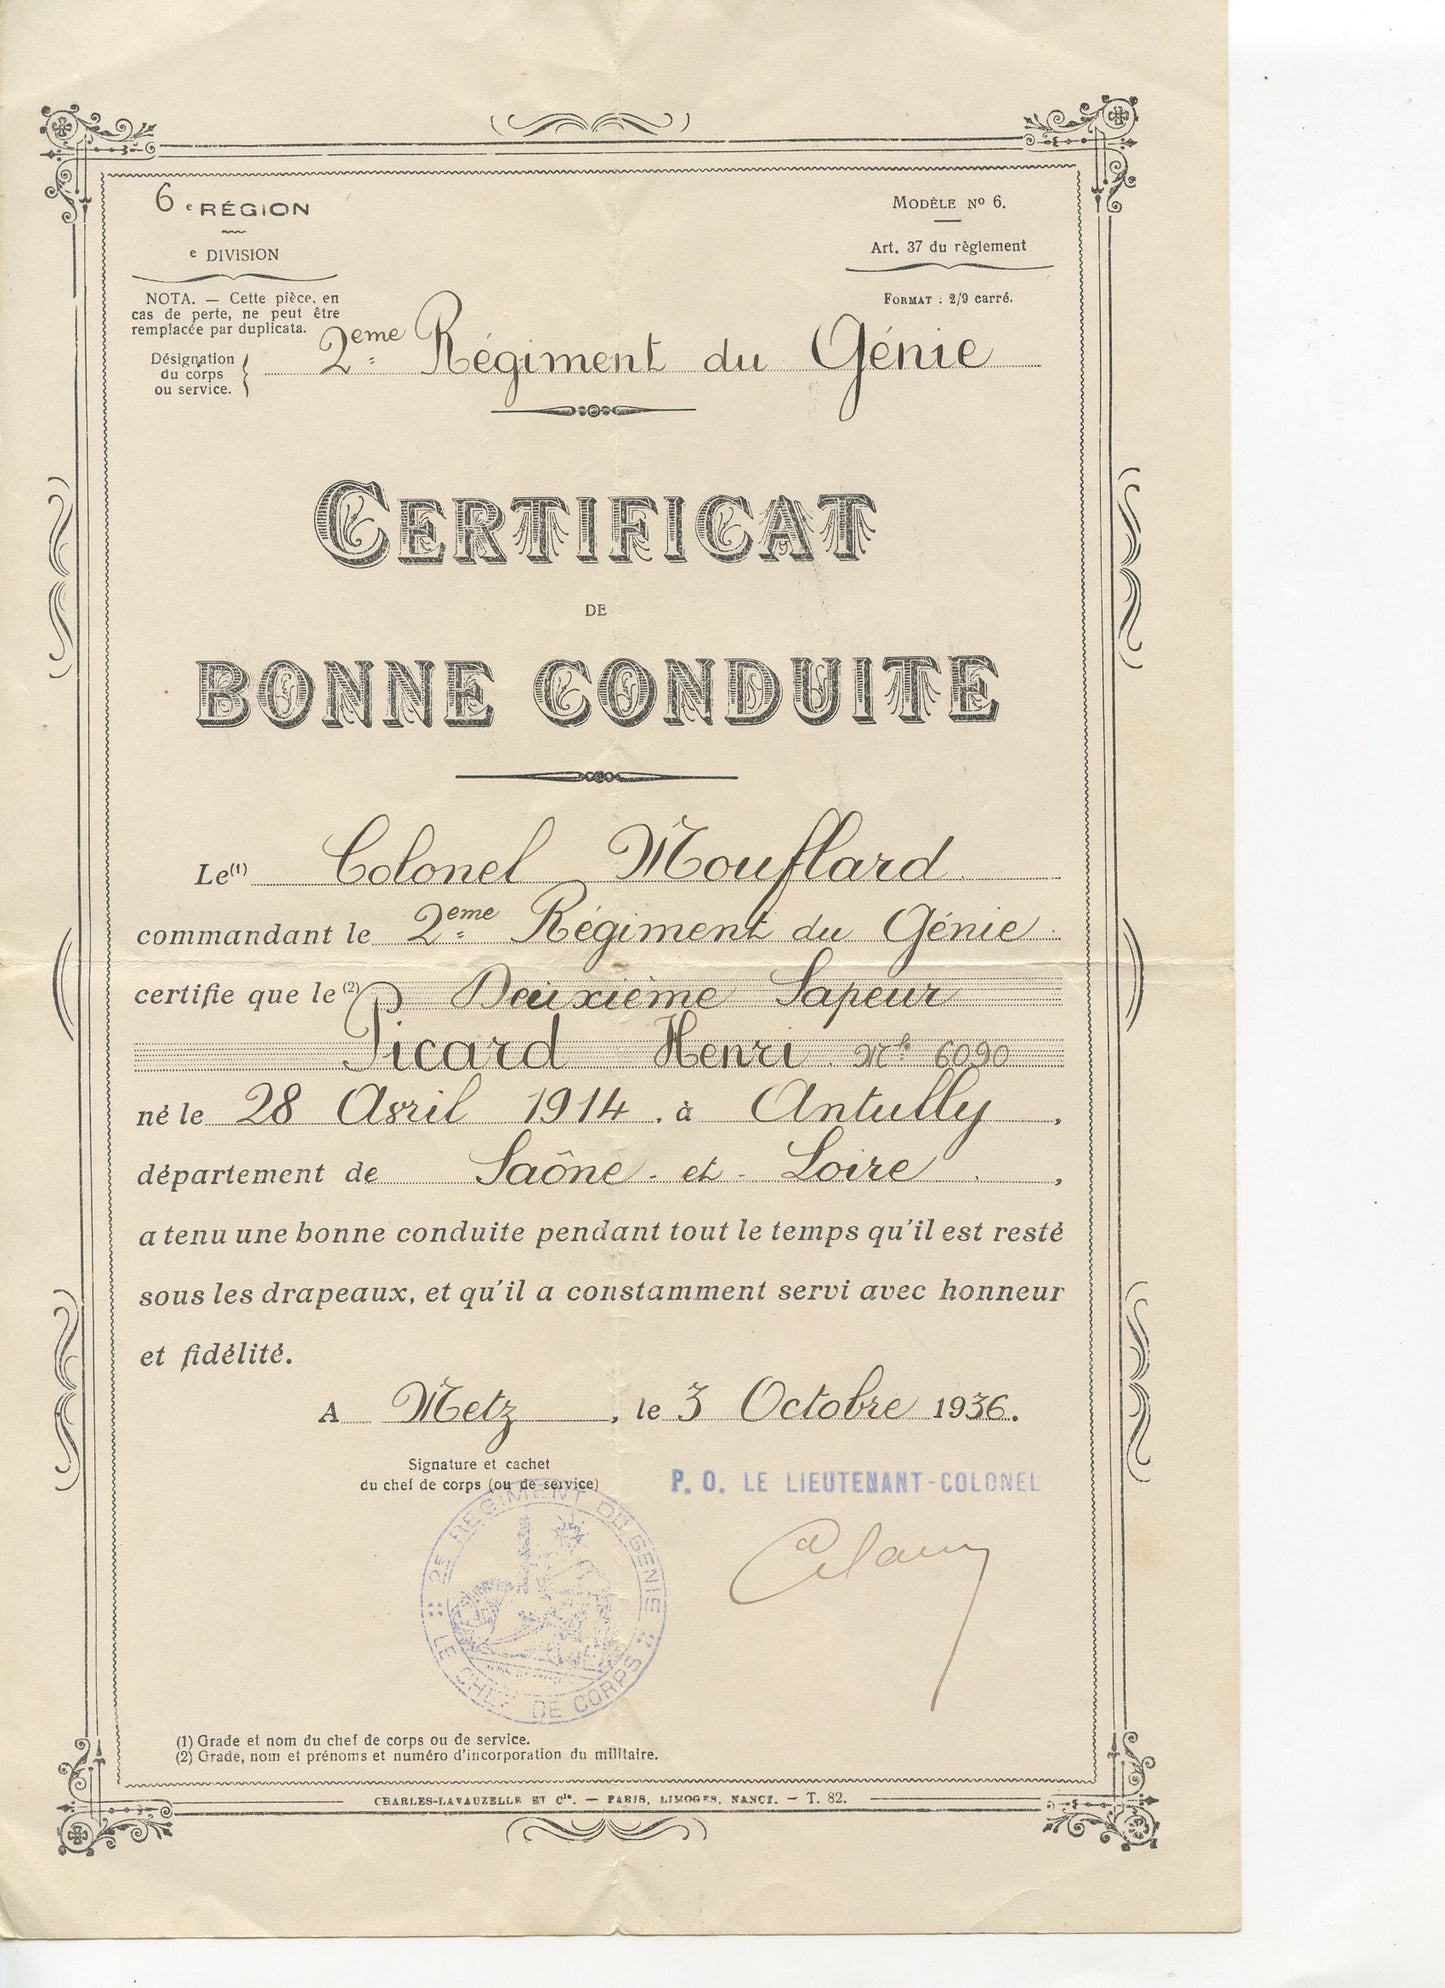 6 e RÉGION
e DIVISION
NOTA. — Cette pièce, en
cas de perte, ne peut être
remplacée par duplicata.
MODÈLE Nº 6.
Art. 37 du règlement
FORMAT : 2/9 carré.
Désignation
du corps
ou service.
2eme Régiment du Génie
CERTIFICAT
DE
BONNE CONDUITE
Le (1) Colonel Mouflard
commandant le 2eme Régiment du Génie
certifie que le (2) Deuxième Sapeur
Picard Henri Mle 6090
né le 28 Avril 1914, à Antully,
département de Saône - et - Loire,
a tenu une bonne conduite pendant tout le temps qu'il est resté
sous les drapeaux, et qu'il a constamment servi avec honneur
et fidélité.
A Metz, le 3 Octobre 1936.
Signature et cachet
du chef de corps (ou de service)
P. O. LE LIEUTENANT-COLONEL
2E REGIMENT DU GENIE
LE CHEF DE CORPS
(1) Grade et nom du chef de corps ou de service.
(2) Grade, nom et prénoms et numéro d'incorporation du militaire.
CHARLES-LAVAUZELLE ET Cie. — PARIS, LIMOGES, NANCY. — T. 82.